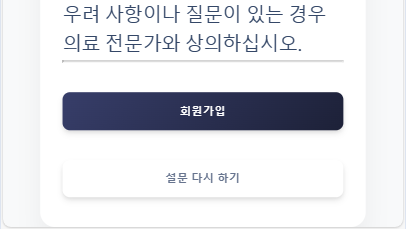 우려 사항이나 질문이 있는 경우
의료 전문가와 상의하십시오.
회원가입
설문 다시 하기